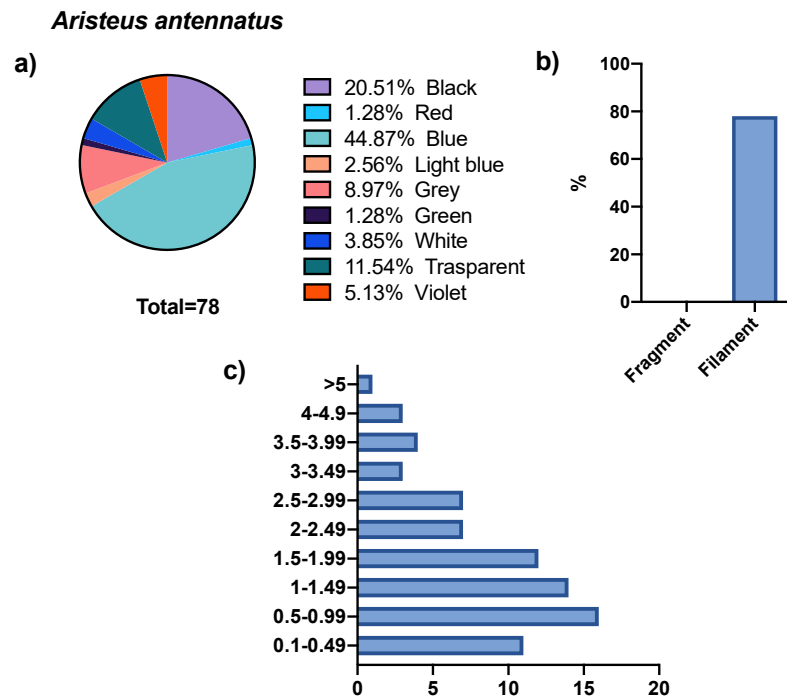 Aristeus antennatus
a)
20.51% Black
1.28% Red
44.87% Blue
2.56% Light blue
8.97% Grey
1.28% Green
3.85% White
11.54% Trasparent
5.13% Violet
Total=78
b)
100
80
60
40
20
0
%
Fragment
Filament
c)
>5
4-4.9
3.5-3.99
3-3.49
2.5-2.99
2-2.49
1.5-1.99
1-1.49
0.5-0.99
0.1-0.49
0 5 10 15 20